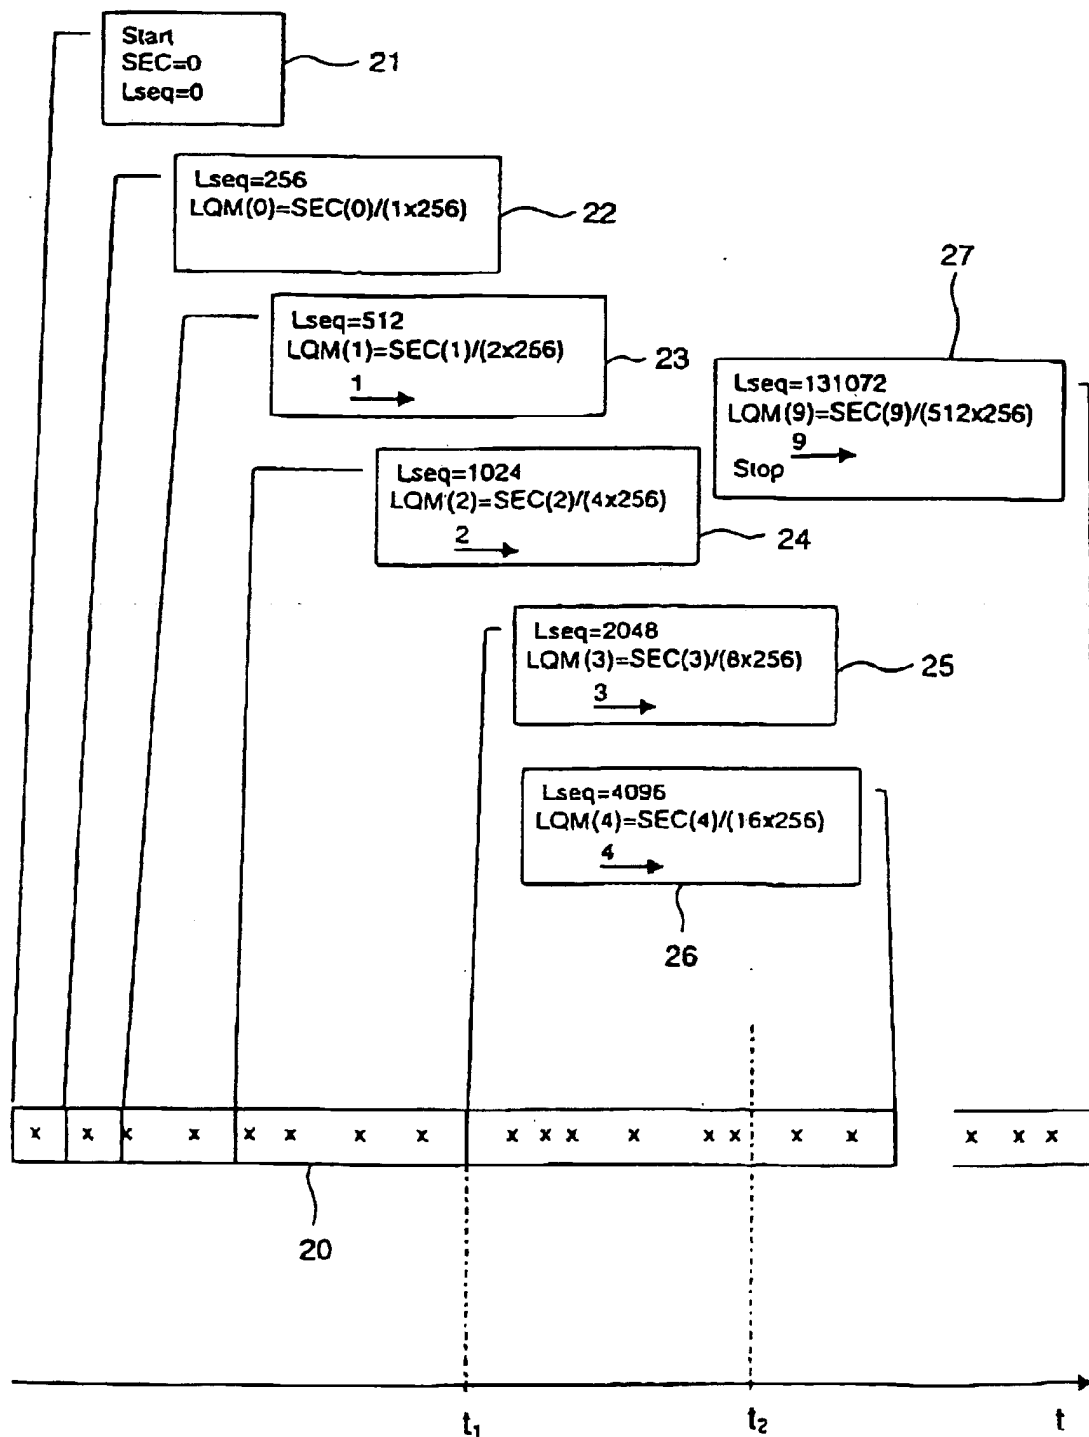 Start
SEC=0
Lseq=0
21
Lseq=256
LQM(0)=SEC(0)/(1x256)
22
27
Lseq=512
LQM(1)=SEC(1)/(2x256)
1
23
Lseq=131072
LQM(9)=SEC(9)/(512x256)
9
Stop
Lseq=1024
LQM(2)=SEC(2)/(4x256)
2
24
Lseq=2048
LQM(3)=SEC(3)/(8x256)
3
25
Lseq=4096
LQM(4)=SEC(4)/(16x256)
4
26
x x x x x x x x x x x x x x x x x x x
20
t₁ t₂ t